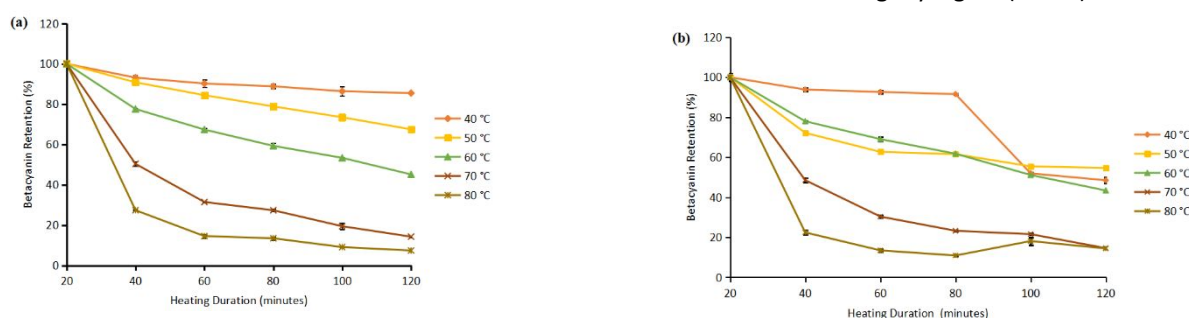 (a)
120
100
80
60
40
20
0
Betacyanin Retention (%)
20 40 60 80 100 120
Heating Duration (minutes)
40 °C
50 °C
60 °C
70 °C
80 °C
(b)
120
100
80
60
40
20
0
Betacyanin Retention (%)
20 40 60 80 100 120
Heating Duration (minutes)
40 °C
50 °C
60 °C
70 °C
80 °C